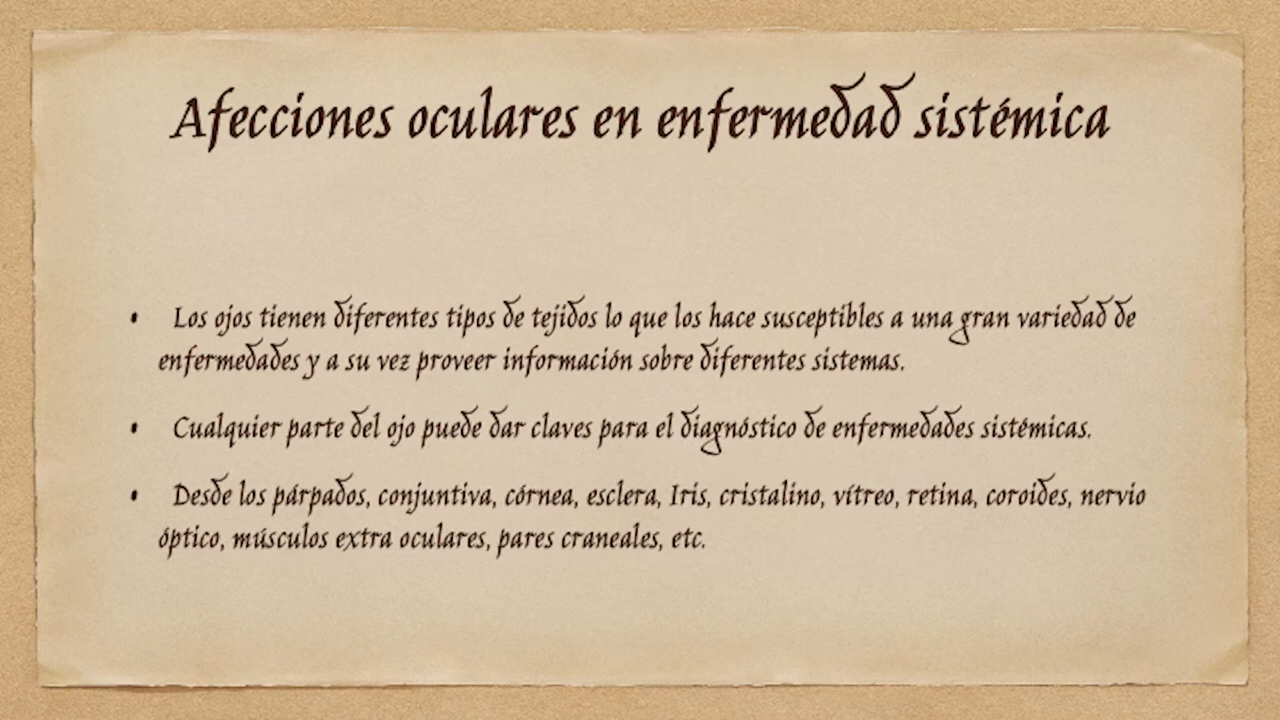 Afecciones oculares en enfermedad sistémica
• Los ojos tienen diferentes tipos de tejidos lo que los hace susceptibles a una gran variedad de
enfermedades y a su vez proveer información sobre diferentes sistemas.
• Cualquier parte del ojo puede dar claves para el diagnóstico de enfermedades sistémicas.
• Desde los párpados, conjuntiva, córnea, esclera, Iris, cristalino, vítreo, retina, coroides, nervio
óptico, músculos extra oculares, pares craneales, etc.